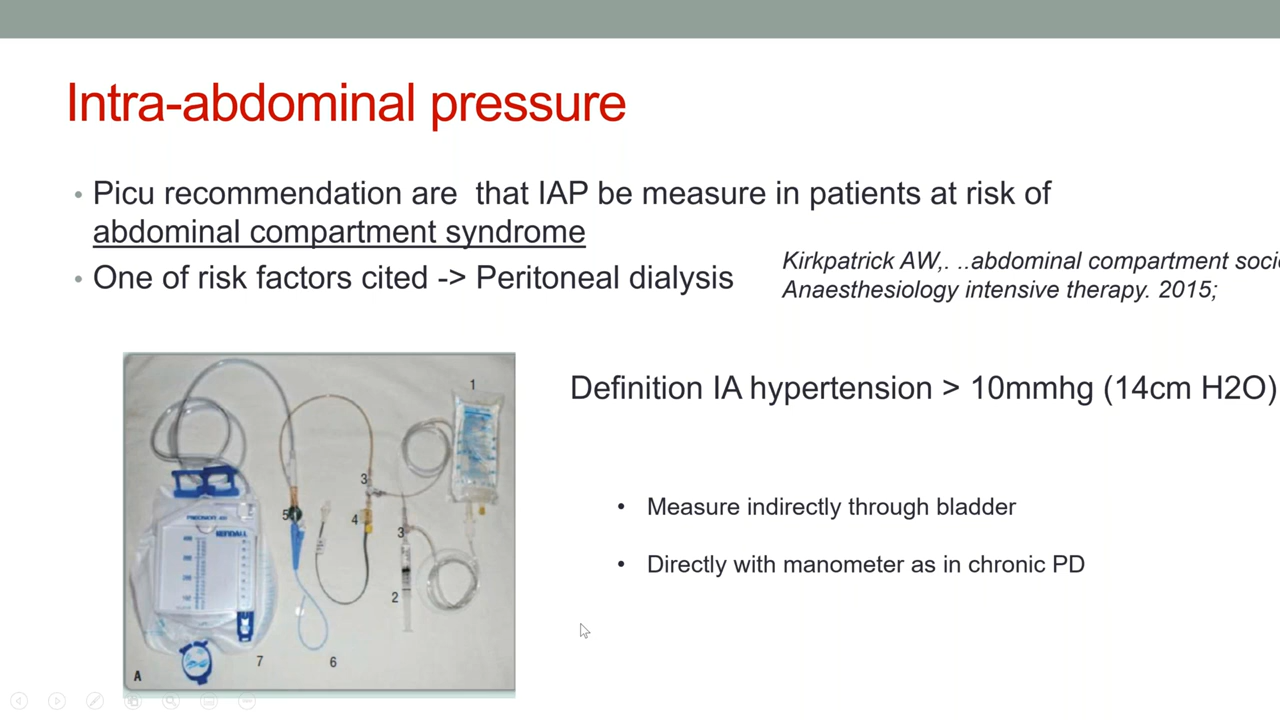 Intra-abdominal pressure
• Picu recommendation are that IAP be measure in patients at risk of
abdominal compartment syndrome
• One of risk factors cited -> Peritoneal dialysis
Kirkpatrick AW,. ..abdominal compartment soci
Anaesthesiology intensive therapy. 2015;
Definition IA hypertension > 10mmhg (14cm H2O)
• Measure indirectly through bladder
• Directly with manometer as in chronic PD
1
3
5
4
3
2
7
6
A
KENDALL